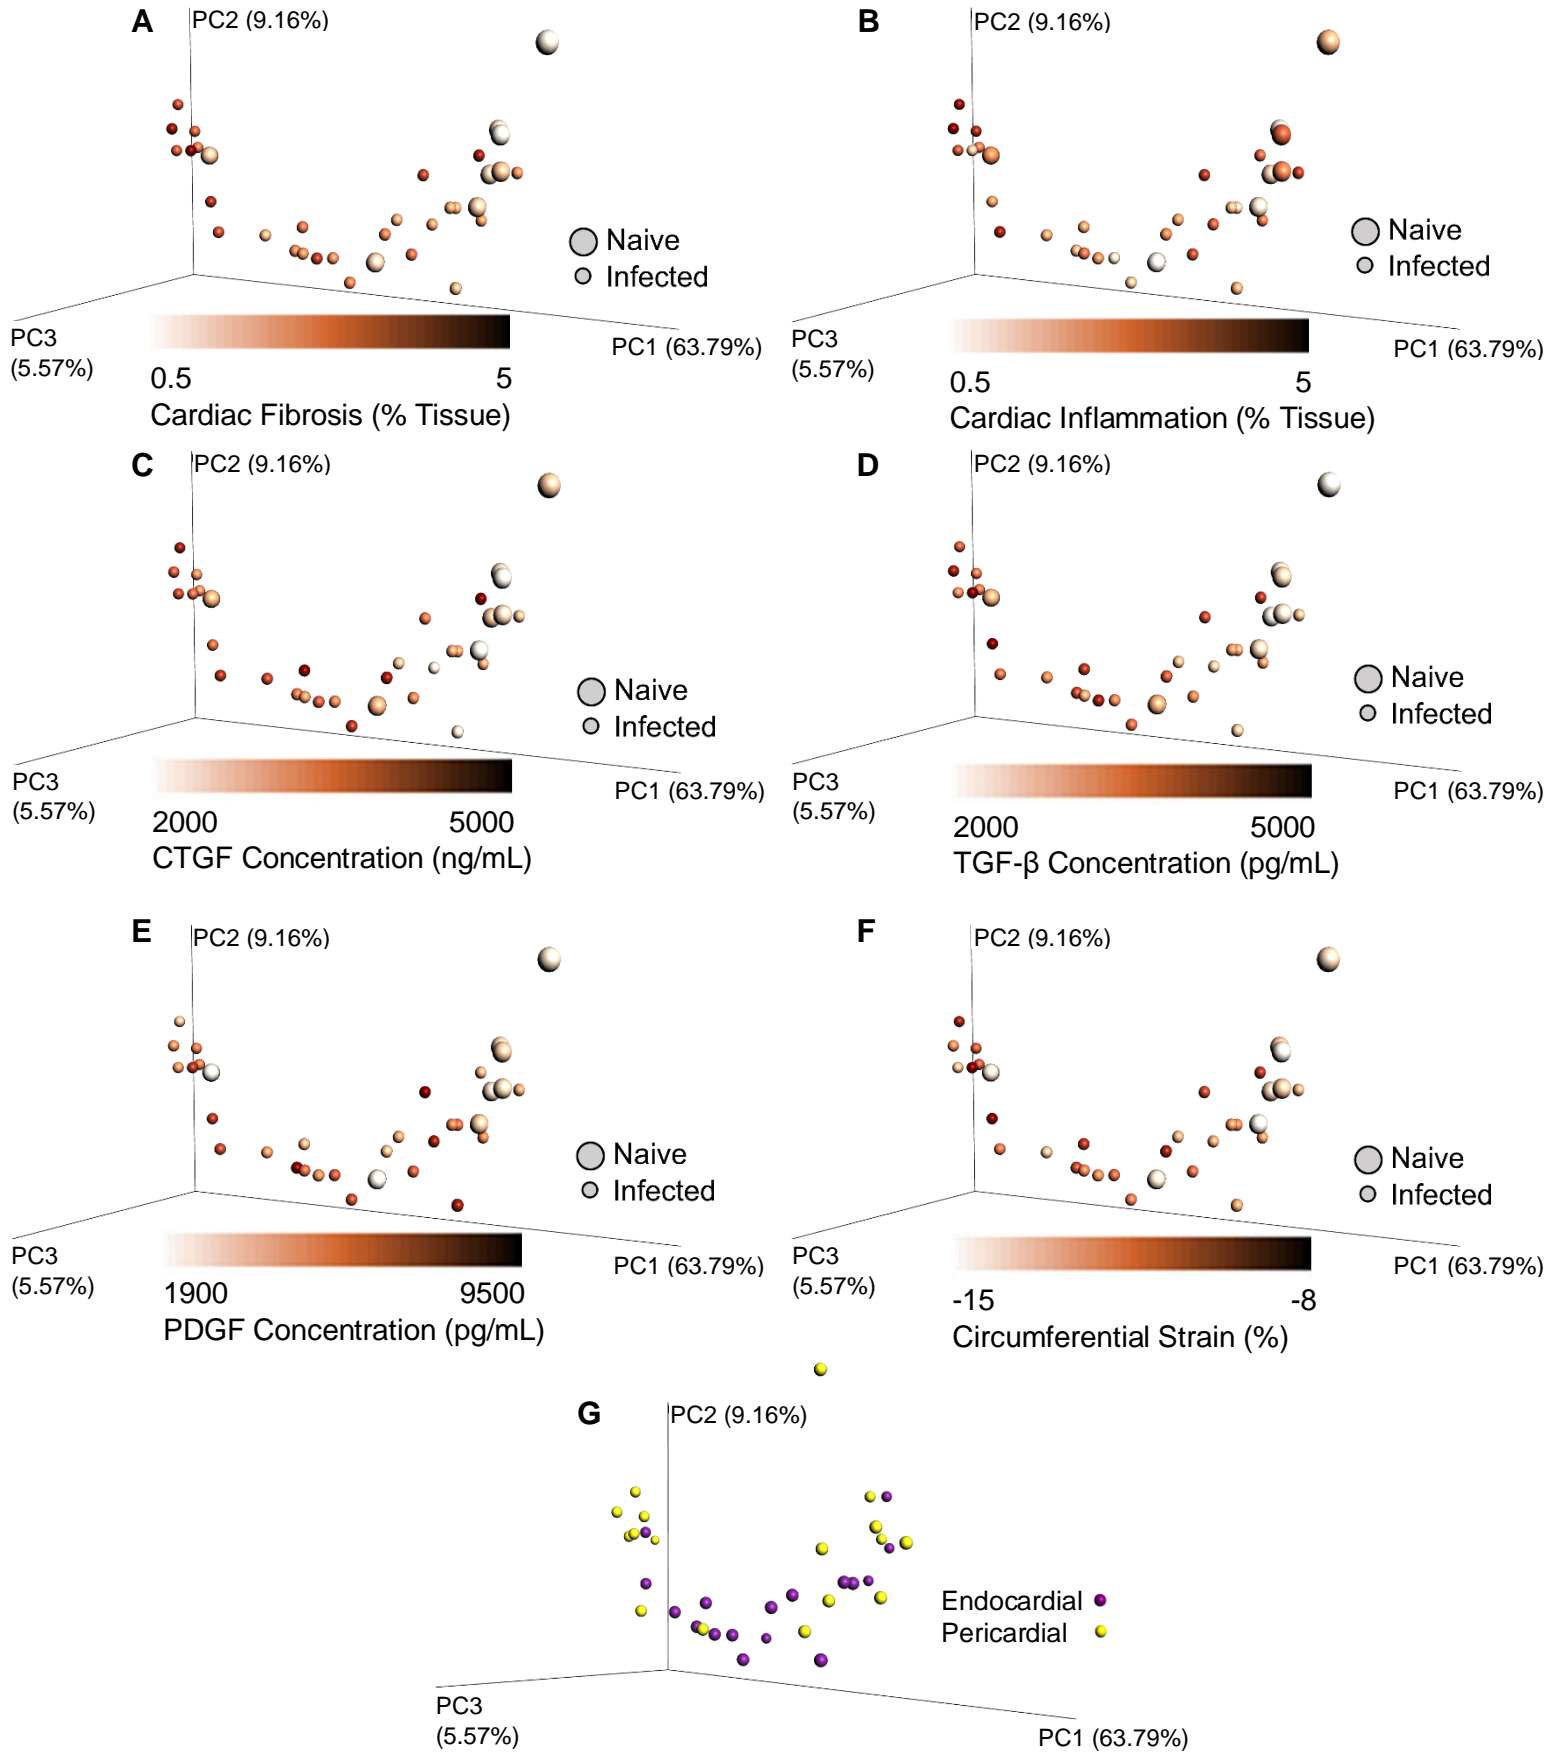 A
PC2 (9.16%)
Naive
Infected
PC3
(5.57%)
PC1 (63.79%)
0.5
5
Cardiac Fibrosis (% Tissue)
B
PC2 (9.16%)
Naive
Infected
PC3
(5.57%)
PC1 (63.79%)
0.5
5
Cardiac Inflammation (% Tissue)
C
PC2 (9.16%)
Naive
Infected
PC3
(5.57%)
PC1 (63.79%)
2000
5000
CTGF Concentration (ng/mL)
D
PC2 (9.16%)
Naive
Infected
PC3
(5.57%)
PC1 (63.79%)
2000
5000
TGF-β Concentration (pg/mL)
E
PC2 (9.16%)
Naive
Infected
PC3
(5.57%)
PC1 (63.79%)
1900
9500
PDGF Concentration (pg/mL)
F
PC2 (9.16%)
Naive
Infected
PC3
(5.57%)
PC1 (63.79%)
-15
-8
Circumferential Strain (%)
G
PC2 (9.16%)
Endocardial
Pericardial
PC3
(5.57%)
PC1 (63.79%)